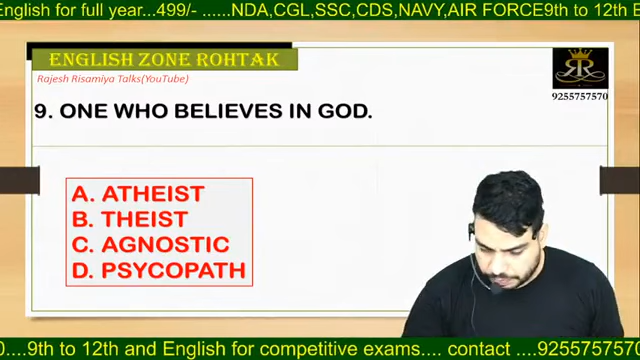 English for full year...499/- ......NDA,CGL,SSC,CDS,NAVY,AIR FORCE9th to 12th E
ENGLISH ZONE ROHTAK
Rajesh Risamiya Talks(YouTube)
RR
9255757570
9. ONE WHO BELIEVES IN GOD.
A. ATHEIST
B. THEIST
C. AGNOSTIC
D. PSYCOPATH
0....9th to 12th and English for competitive exams.... contact ....9255757570